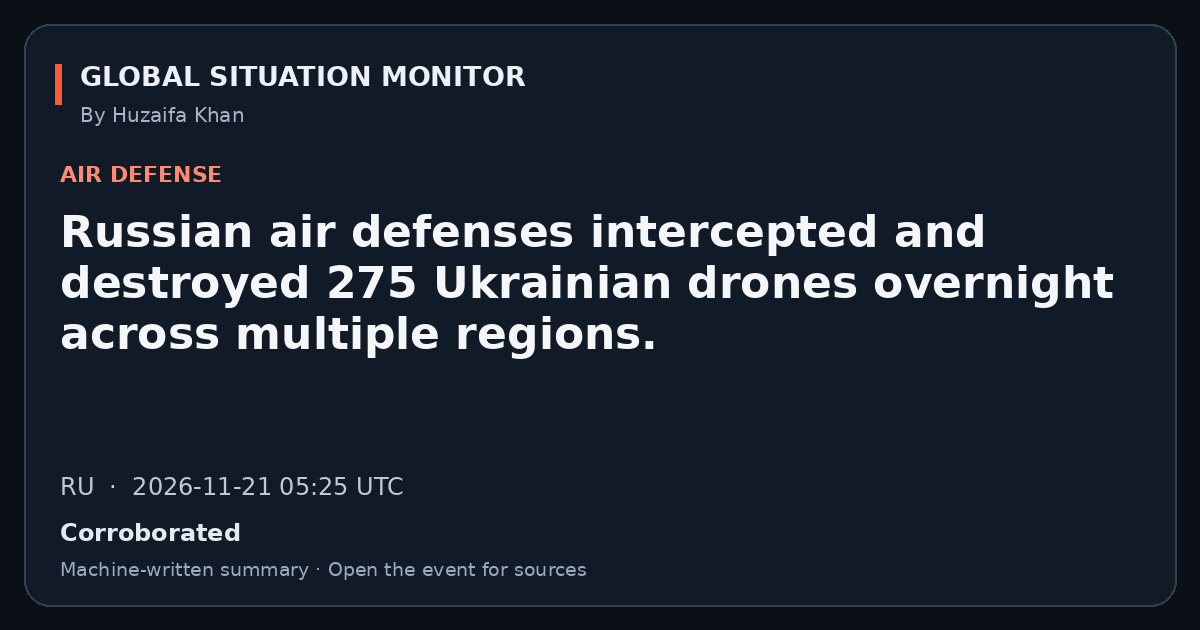 GLOBAL SITUATION MONITOR
By Huzaifa Khan
AIR DEFENSE
Russian air defenses intercepted and
destroyed 275 Ukrainian drones overnight
across multiple regions.
RU · 2026-11-21 05:25 UTC
Corroborated
Machine-written summary · Open the event for sources